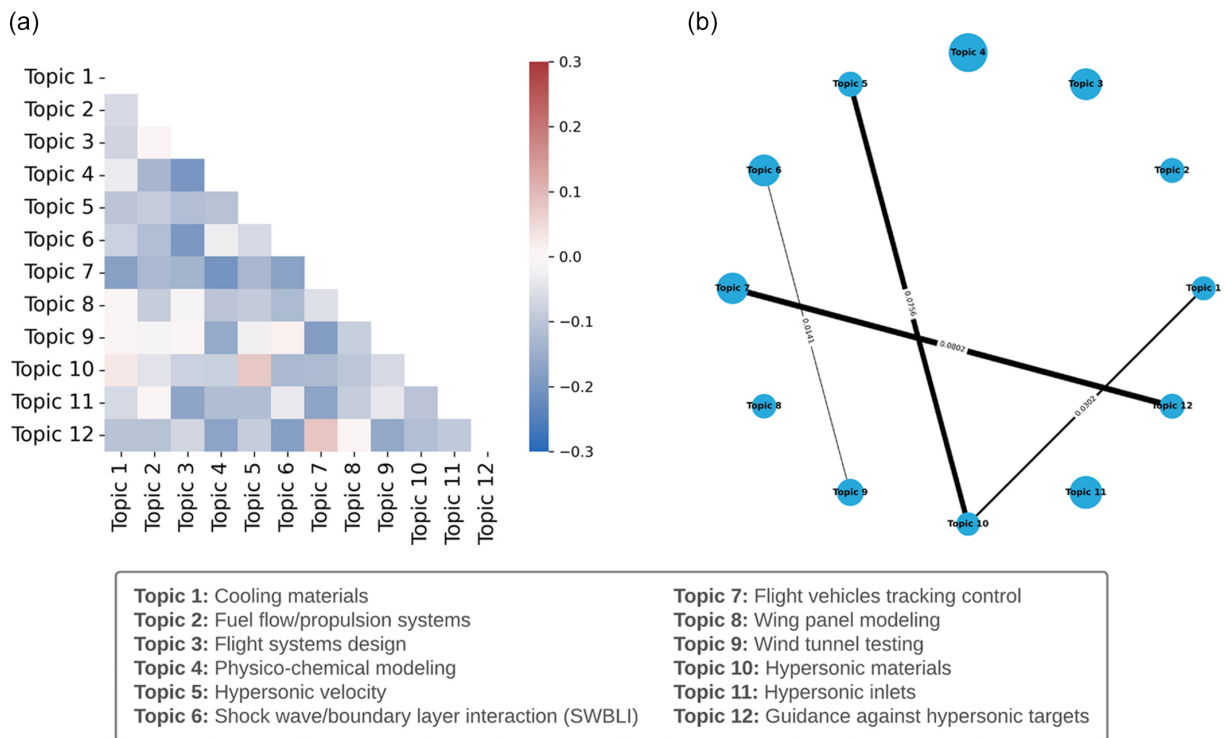 (a)
Topic 1
Topic 2
Topic 3
Topic 4
Topic 5
Topic 6
Topic 7
Topic 8
Topic 9
Topic 10
Topic 11
Topic 12
Topic 1
Topic 2
Topic 3
Topic 4
Topic 5
Topic 6
Topic 7
Topic 8
Topic 9
Topic 10
Topic 11
Topic 12
0.3
0.2
0.1
0.0
−0.1
−0.2
−0.3
(b)
Topic 4
Topic 5
Topic 3
Topic 6
Topic 2
Topic 7
Topic 1
0.0756
0.0141
0.0802
0.0302
Topic 8
Topic 12
Topic 9
Topic 11
Topic 10
Topic 1: Cooling materials
Topic 2: Fuel flow/propulsion systems
Topic 3: Flight systems design
Topic 4: Physico-chemical modeling
Topic 5: Hypersonic velocity
Topic 6: Shock wave/boundary layer interaction (SWBLI)
Topic 7: Flight vehicles tracking control
Topic 8: Wing panel modeling
Topic 9: Wind tunnel testing
Topic 10: Hypersonic materials
Topic 11: Hypersonic inlets
Topic 12: Guidance against hypersonic targets